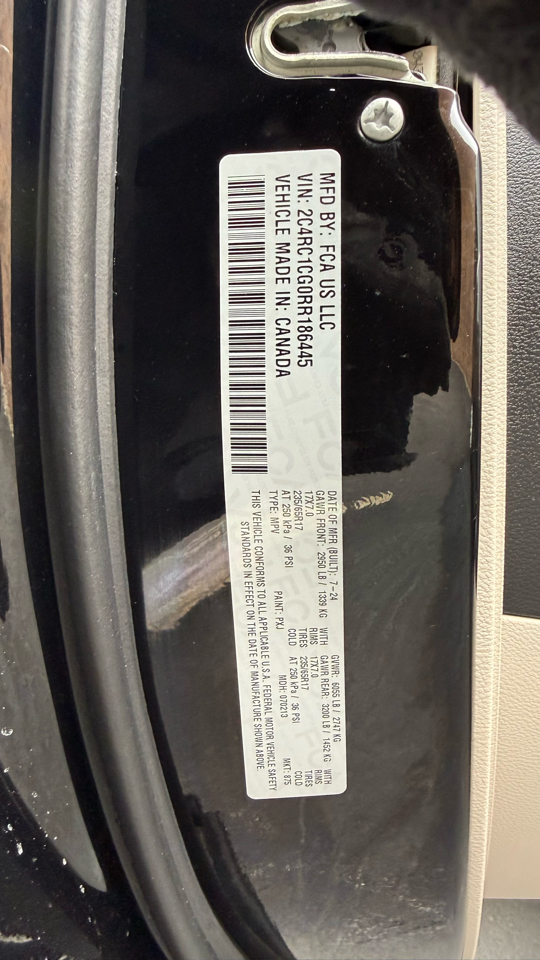 MFD BY: FCA US LLC
VIN: 2C4RC1CG0RR186445
VEHICLE MADE IN: CANADA
DATE OF MFR (BUILT): 7-24 GVWR: 6055 LB / 2747 KG
GAWR FRONT: 2950 LB / 1339 KG WITH GAWR REAR: 3200 LB / 1452 KG WITH
17X7.0 RIMS 17X7.0 RIMS
235/65R17 TIRES 235/65R17 TIRES
AT 250 kPa / 36 PSI COLD AT 250 kPa / 36 PSI COLD
TYPE: MPV PAINT: PXJ MDH: 070213 MKT: 875
THIS VEHICLE CONFORMS TO ALL APPLICABLE U.S.A. FEDERAL MOTOR VEHICLE SAFETY
STANDARDS IN EFFECT ON THE DATE OF MANUFACTURE SHOWN ABOVE